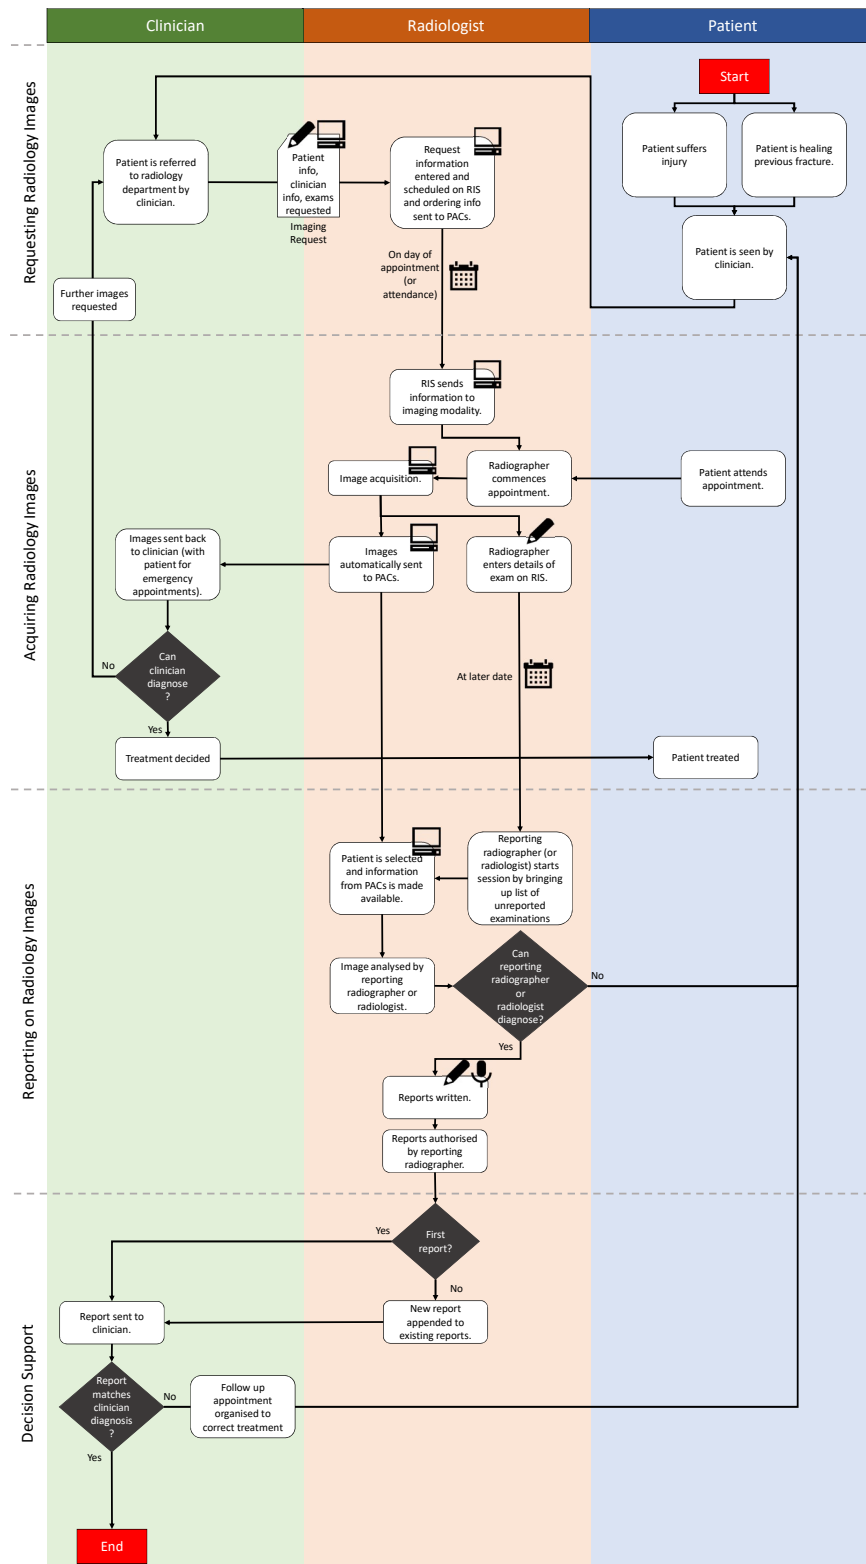 Clinician
Radiologist
Patient
Requesting Radiology Images
Start
Patient suffers
injury
Patient is healing
previous fracture.
Patient is seen by
clinician.
Patient is referred
to radiology
department by
clinician.
Patient
info,
clinician
info, exams
requested
Imaging
Request
Request
information
entered and
scheduled on RIS
and ordering info
sent to PACs.
On day of
appointment
(or
attendance)
Further images
requested
Acquiring Radiology Images
RIS sends
information to
imaging modality.
Image acquisition.
Radiographer
commences
appointment.
Patient attends
appointment.
Images sent back
to clinician (with
patient for
emergency
appointments).
Images
automatically sent
to PACs.
Radiographer
enters details of
exam on RIS.
Can
clinician
diagnose
?
No
Yes
At later date
Treatment decided
Patient treated
Reporting on Radiology Images
Patient is selected
and information
from PACs is made
available.
Reporting
radiographer (or
radiologist) starts
session by bringing
up list of
unreported
examinations
Image analysed by
reporting
radiographer or
radiologist.
Can
reporting
radiographer
or
radiologist
diagnose?
No
Yes
Reports written.
Reports authorised
by reporting
radiographer.
Decision Support
First
report?
Yes
No
Report sent to
clinician.
New report
appended to
existing reports.
Report
matches
clinician
diagnosis
?
No
Follow up
appointment
organised to
correct treatment
Yes
End